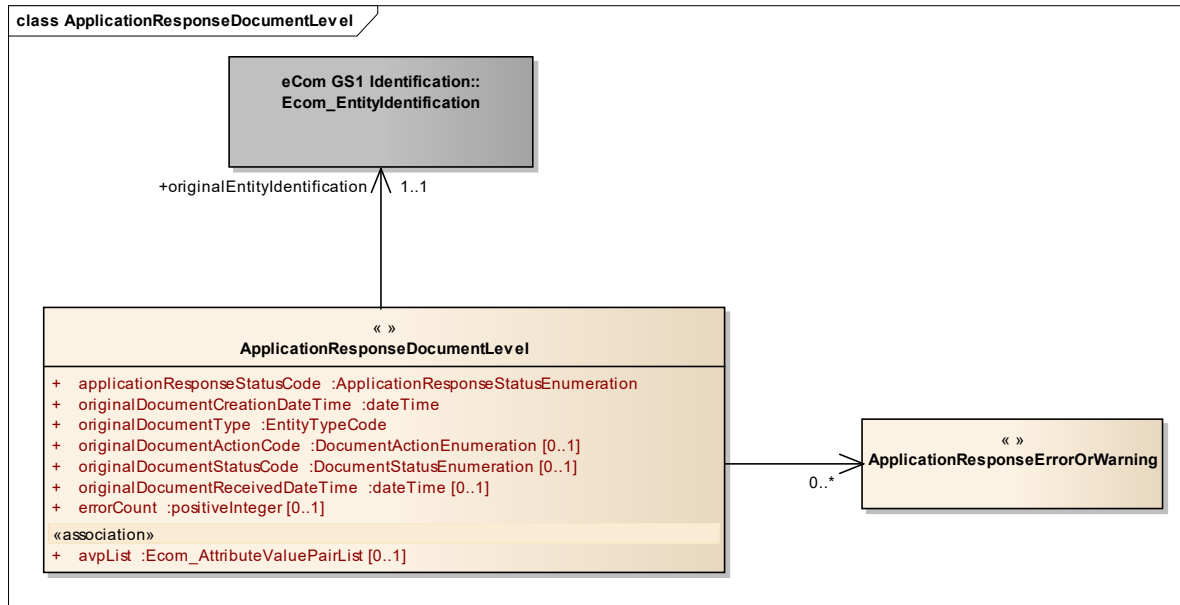 class ApplicationResponseDocumentLevel
eCom GS1 Identification::
Ecom_EntityIdentification
+originalEntityIdentification 1..1
« »
ApplicationResponseDocumentLevel
+ applicationResponseStatusCode :ApplicationResponseStatusEnumeration
+ originalDocumentCreationDateTime :dateTime
+ originalDocumentType :EntityTypeCode
+ originalDocumentActionCode :DocumentActionEnumeration [0..1]
+ originalDocumentStatusCode :DocumentStatusEnumeration [0..1]
+ originalDocumentReceivedDateTime :dateTime [0..1]
+ errorCount :positiveInteger [0..1]
«association»
+ avpList :Ecom_AttributeValuePairList [0..1]
0..*
« »
ApplicationResponseErrorOrWarning